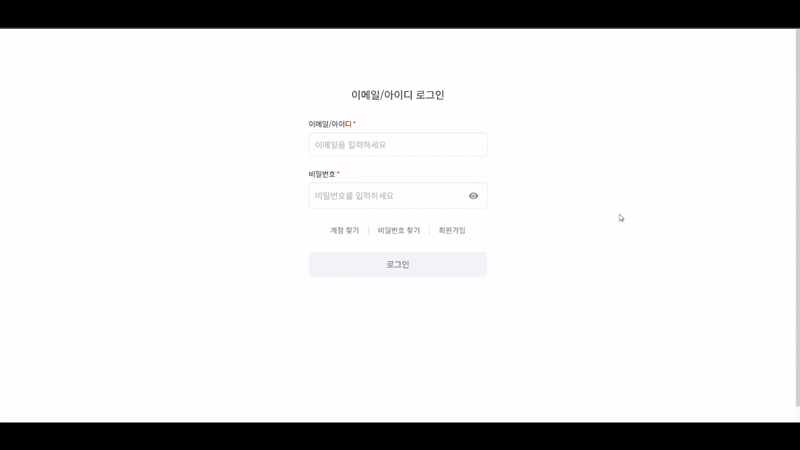 이메일/아이디 로그인
이메일/아이디*
이메일을 입력하세요
비밀번호*
비밀번호를 입력하세요
계정 찾기 | 비밀번호 찾기 | 회원가입
로그인